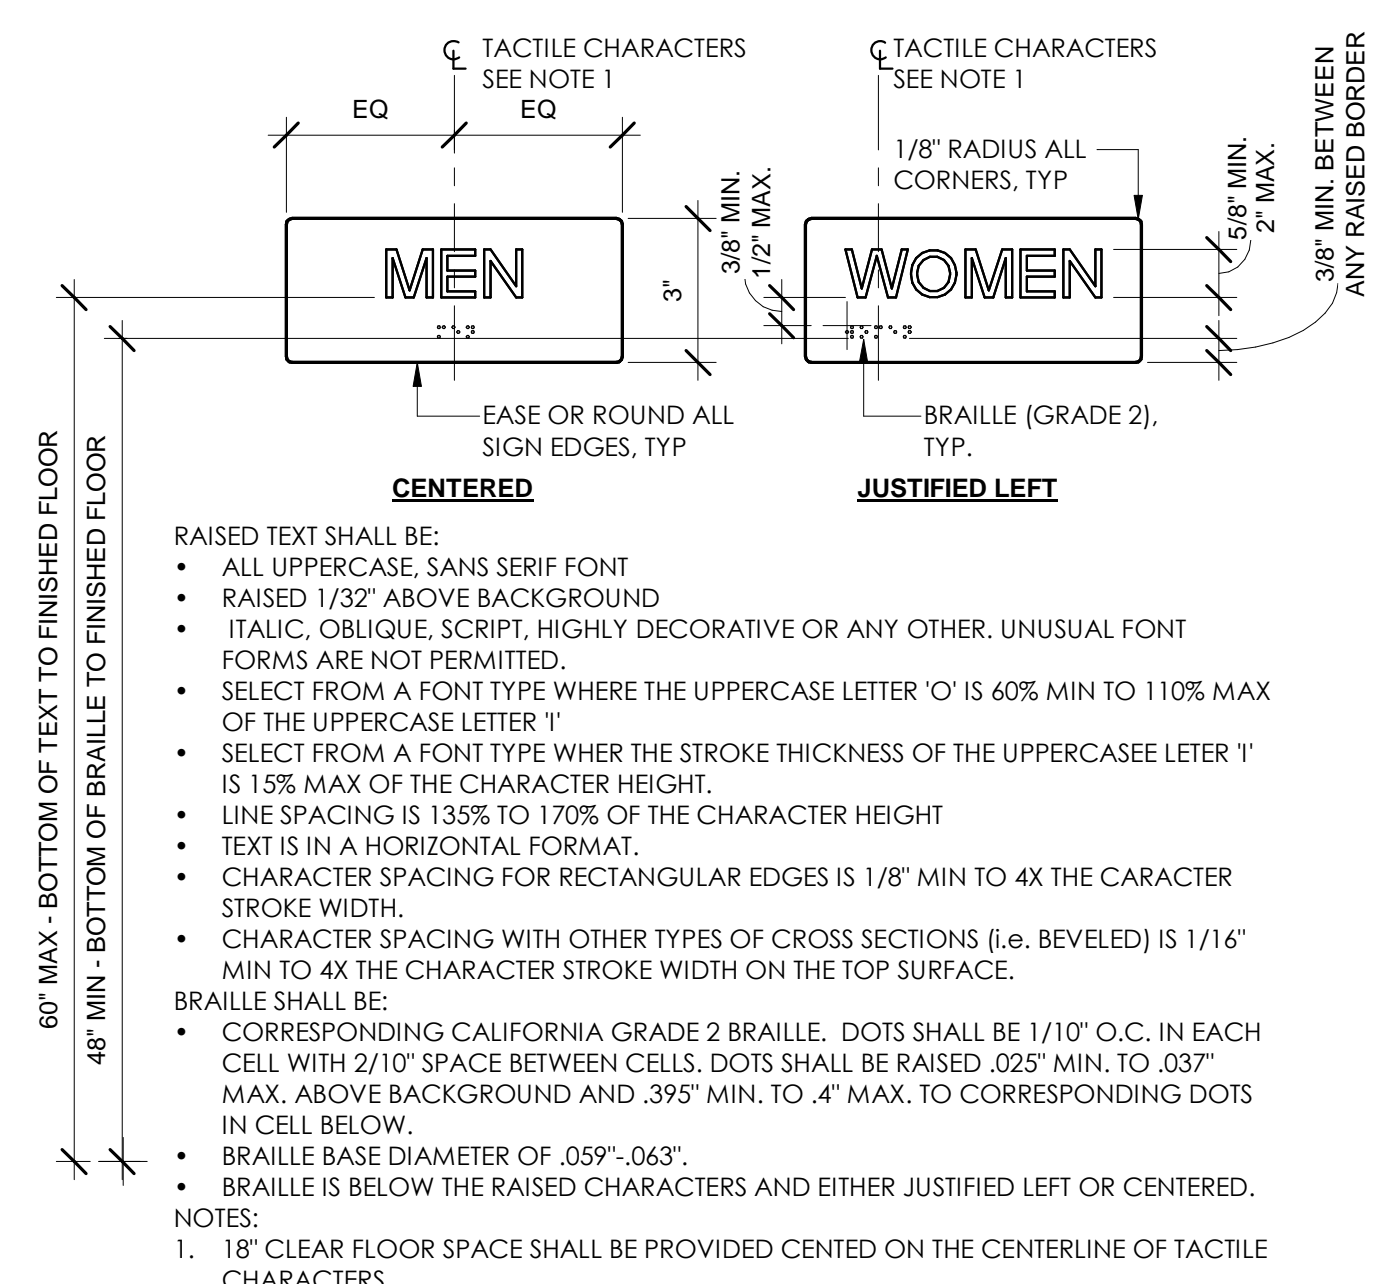 ℄ TACTILE CHARACTERS
SEE NOTE 1
℄ TACTILE CHARACTERS
SEE NOTE 1
EQ
EQ
1/8" RADIUS ALL
CORNERS, TYP
3/8" MIN.
1/2" MAX.
5/8" MIN.
2" MAX.
3/8" MIN. BETWEEN
ANY RAISED BORDER
MEN
3"
WOMEN
EASE OR ROUND ALL
SIGN EDGES, TYP
BRAILLE (GRADE 2),
TYP.
CENTERED
JUSTIFIED LEFT
60" MAX - BOTTOM OF TEXT TO FINISHED FLOOR
48" MIN - BOTTOM OF BRAILLE TO FINISHED FLOOR
RAISED TEXT SHALL BE:
• ALL UPPERCASE, SANS SERIF FONT
• RAISED 1/32" ABOVE BACKGROUND
• ITALIC, OBLIQUE, SCRIPT, HIGHLY DECORATIVE OR ANY OTHER. UNUSUAL FONT
FORMS ARE NOT PERMITTED.
• SELECT FROM A FONT TYPE WHERE THE UPPERCASE LETTER 'O' IS 60% MIN TO 110% MAX
OF THE UPPERCASE LETTER 'I'
• SELECT FROM A FONT TYPE WHER THE STROKE THICKNESS OF THE UPPERCASEE LETER 'I'
IS 15% MAX OF THE CHARACTER HEIGHT.
• LINE SPACING IS 135% TO 170% OF THE CHARACTER HEIGHT
• TEXT IS IN A HORIZONTAL FORMAT.
• CHARACTER SPACING FOR RECTANGULAR EDGES IS 1/8" MIN TO 4X THE CARACTER
STROKE WIDTH.
• CHARACTER SPACING WITH OTHER TYPES OF CROSS SECTIONS (i.e. BEVELED) IS 1/16"
MIN TO 4X THE CHARACTER STROKE WIDTH ON THE TOP SURFACE.
BRAILLE SHALL BE:
• CORRESPONDING CALIFORNIA GRADE 2 BRAILLE. DOTS SHALL BE 1/10" O.C. IN EACH
CELL WITH 2/10" SPACE BETWEEN CELLS. DOTS SHALL BE RAISED .025" MIN. TO .037"
MAX. ABOVE BACKGROUND AND .395" MIN. TO .4" MAX. TO CORRESPONDING DOTS
IN CELL BELOW.
• BRAILLE BASE DIAMETER OF .059"-.063".
• BRAILLE IS BELOW THE RAISED CHARACTERS AND EITHER JUSTIFIED LEFT OR CENTERED.
NOTES:
1. 18" CLEAR FLOOR SPACE SHALL BE PROVIDED CENTED ON THE CENTERLINE OF TACTILE
CHARACTERS